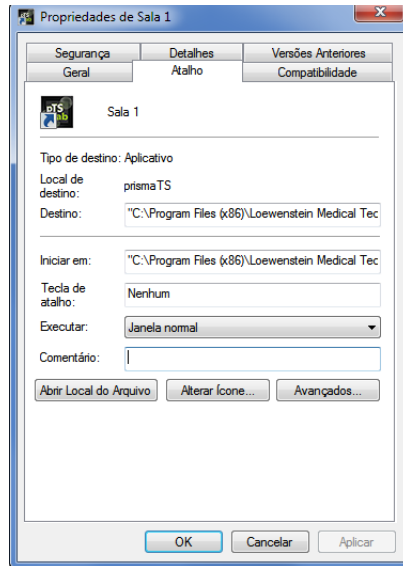 Propriedades de Sala 1
Segurança Detalhes Versões Anteriores
Geral Atalho Compatibilidade
pTS
lab
Sala 1
Tipo de destino: Aplicativo
Local de destino: prismaTS
Destino: "C:\Program Files (x86)\Loewenstein Medical Tec
Iniciar em: "C:\Program Files (x86)\Loewenstein Medical Tec
Tecla de atalho: Nenhum
Executar: Janela normal
Comentário:
Abrir Local do Arquivo Alterar Ícone... Avançados...
OK Cancelar Aplicar